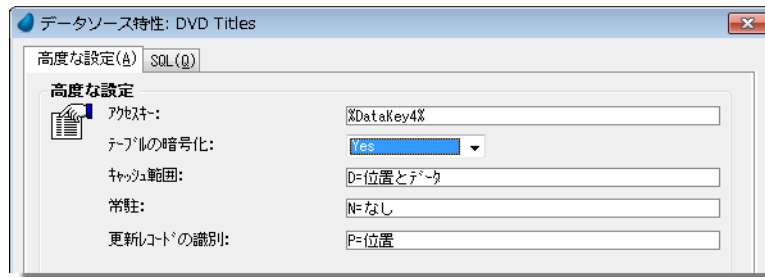 データソース特性: DVD Titles
高度な設定(A) SQL(Q)
高度な設定
アクセスキー: %DataKey4%
テーブルの暗号化: Yes
キャッシュ範囲: D=位置とデータ
常駐: N=なし
更新レコードの識別: P=位置